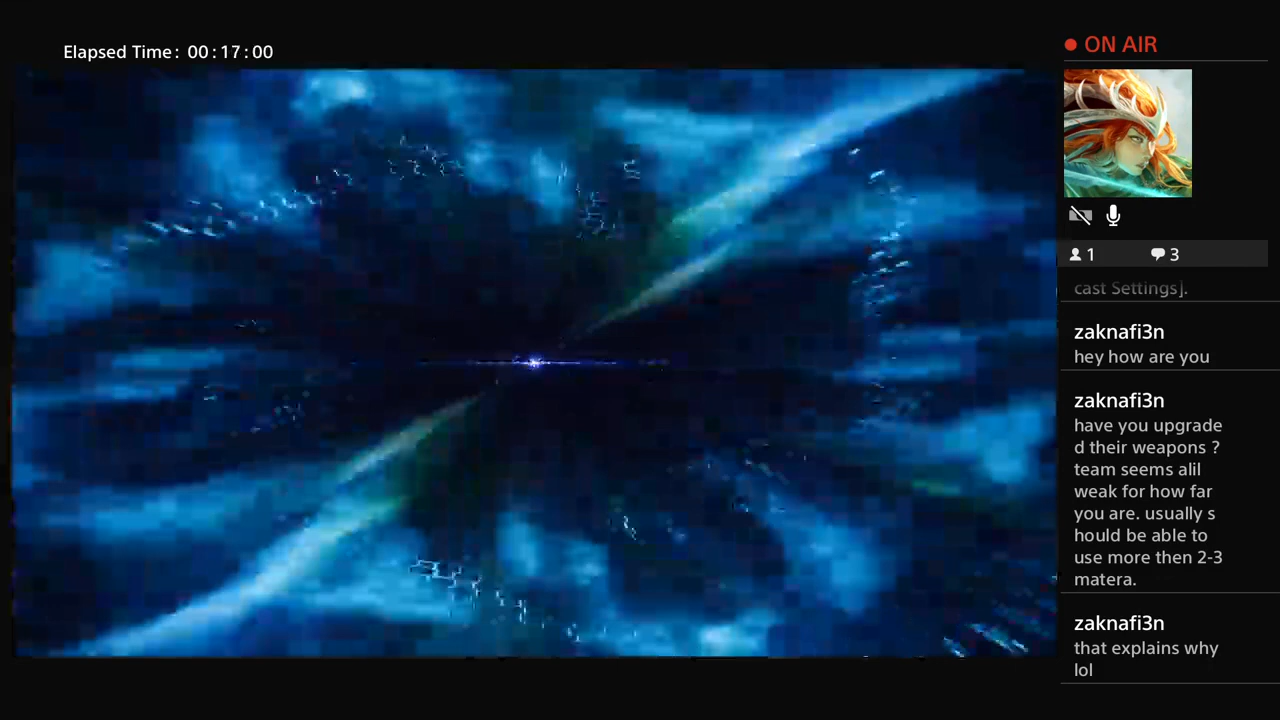 Elapsed Time: 00:17:00
ON AIR
1 3
cast Settings].
zaknafi3n
hey how are you
zaknafi3n
have you upgrade
d their weapons ?
team seems alil
weak for how far
you are. usually s
hould be able to
use more then 2-3
matera.
zaknafi3n
that explains why
lol